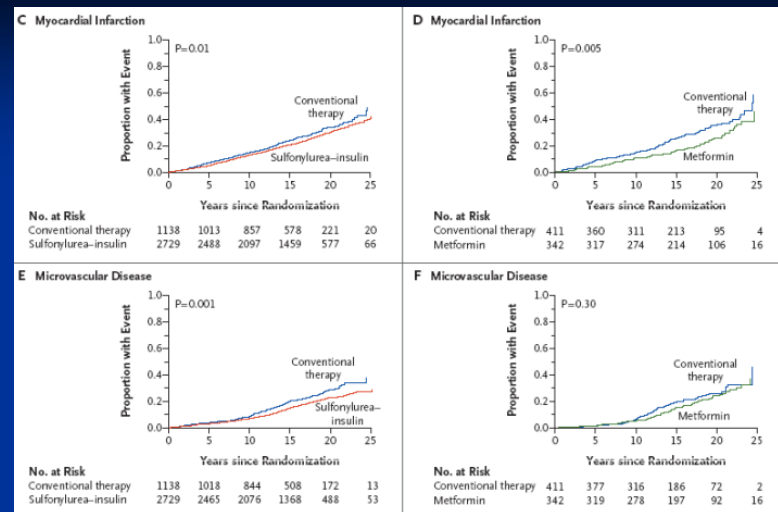 C Myocardial Infarction
Proportion with Event
1.0
0.8
0.6
0.4
0.2
0.0
P=0.01
Conventional
therapy
Sulfonylurea–insulin
0 5 10 15 20 25
Years since Randomization
No. at Risk
Conventional therapy 1138 1013 857 578 221 20
Sulfonylurea–insulin 2729 2488 2097 1459 577 66
D Myocardial Infarction
Proportion with Event
1.0
0.8
0.6
0.4
0.2
0.0
P=0.005
Conventional
therapy
Metformin
0 5 10 15 20 25
Years since Randomization
No. at Risk
Conventional therapy 411 360 311 213 95 4
Metformin 342 317 274 214 106 16
E Microvascular Disease
Proportion with Event
1.0
0.8
0.6
0.4
0.2
0.0
P=0.001
Conventional
therapy
Sulfonylurea–
insulin
0 5 10 15 20 25
Years since Randomization
No. at Risk
Conventional therapy 1138 1018 844 508 172 13
Sulfonylurea–insulin 2729 2465 2076 1368 488 53
F Microvascular Disease
Proportion with Event
1.0
0.8
0.6
0.4
0.2
0.0
P=0.30
Conventional
therapy
Metformin
0 5 10 15 20 25
Years since Randomization
No. at Risk
Conventional therapy 411 377 316 186 72 2
Metformin 342 319 278 197 92 16